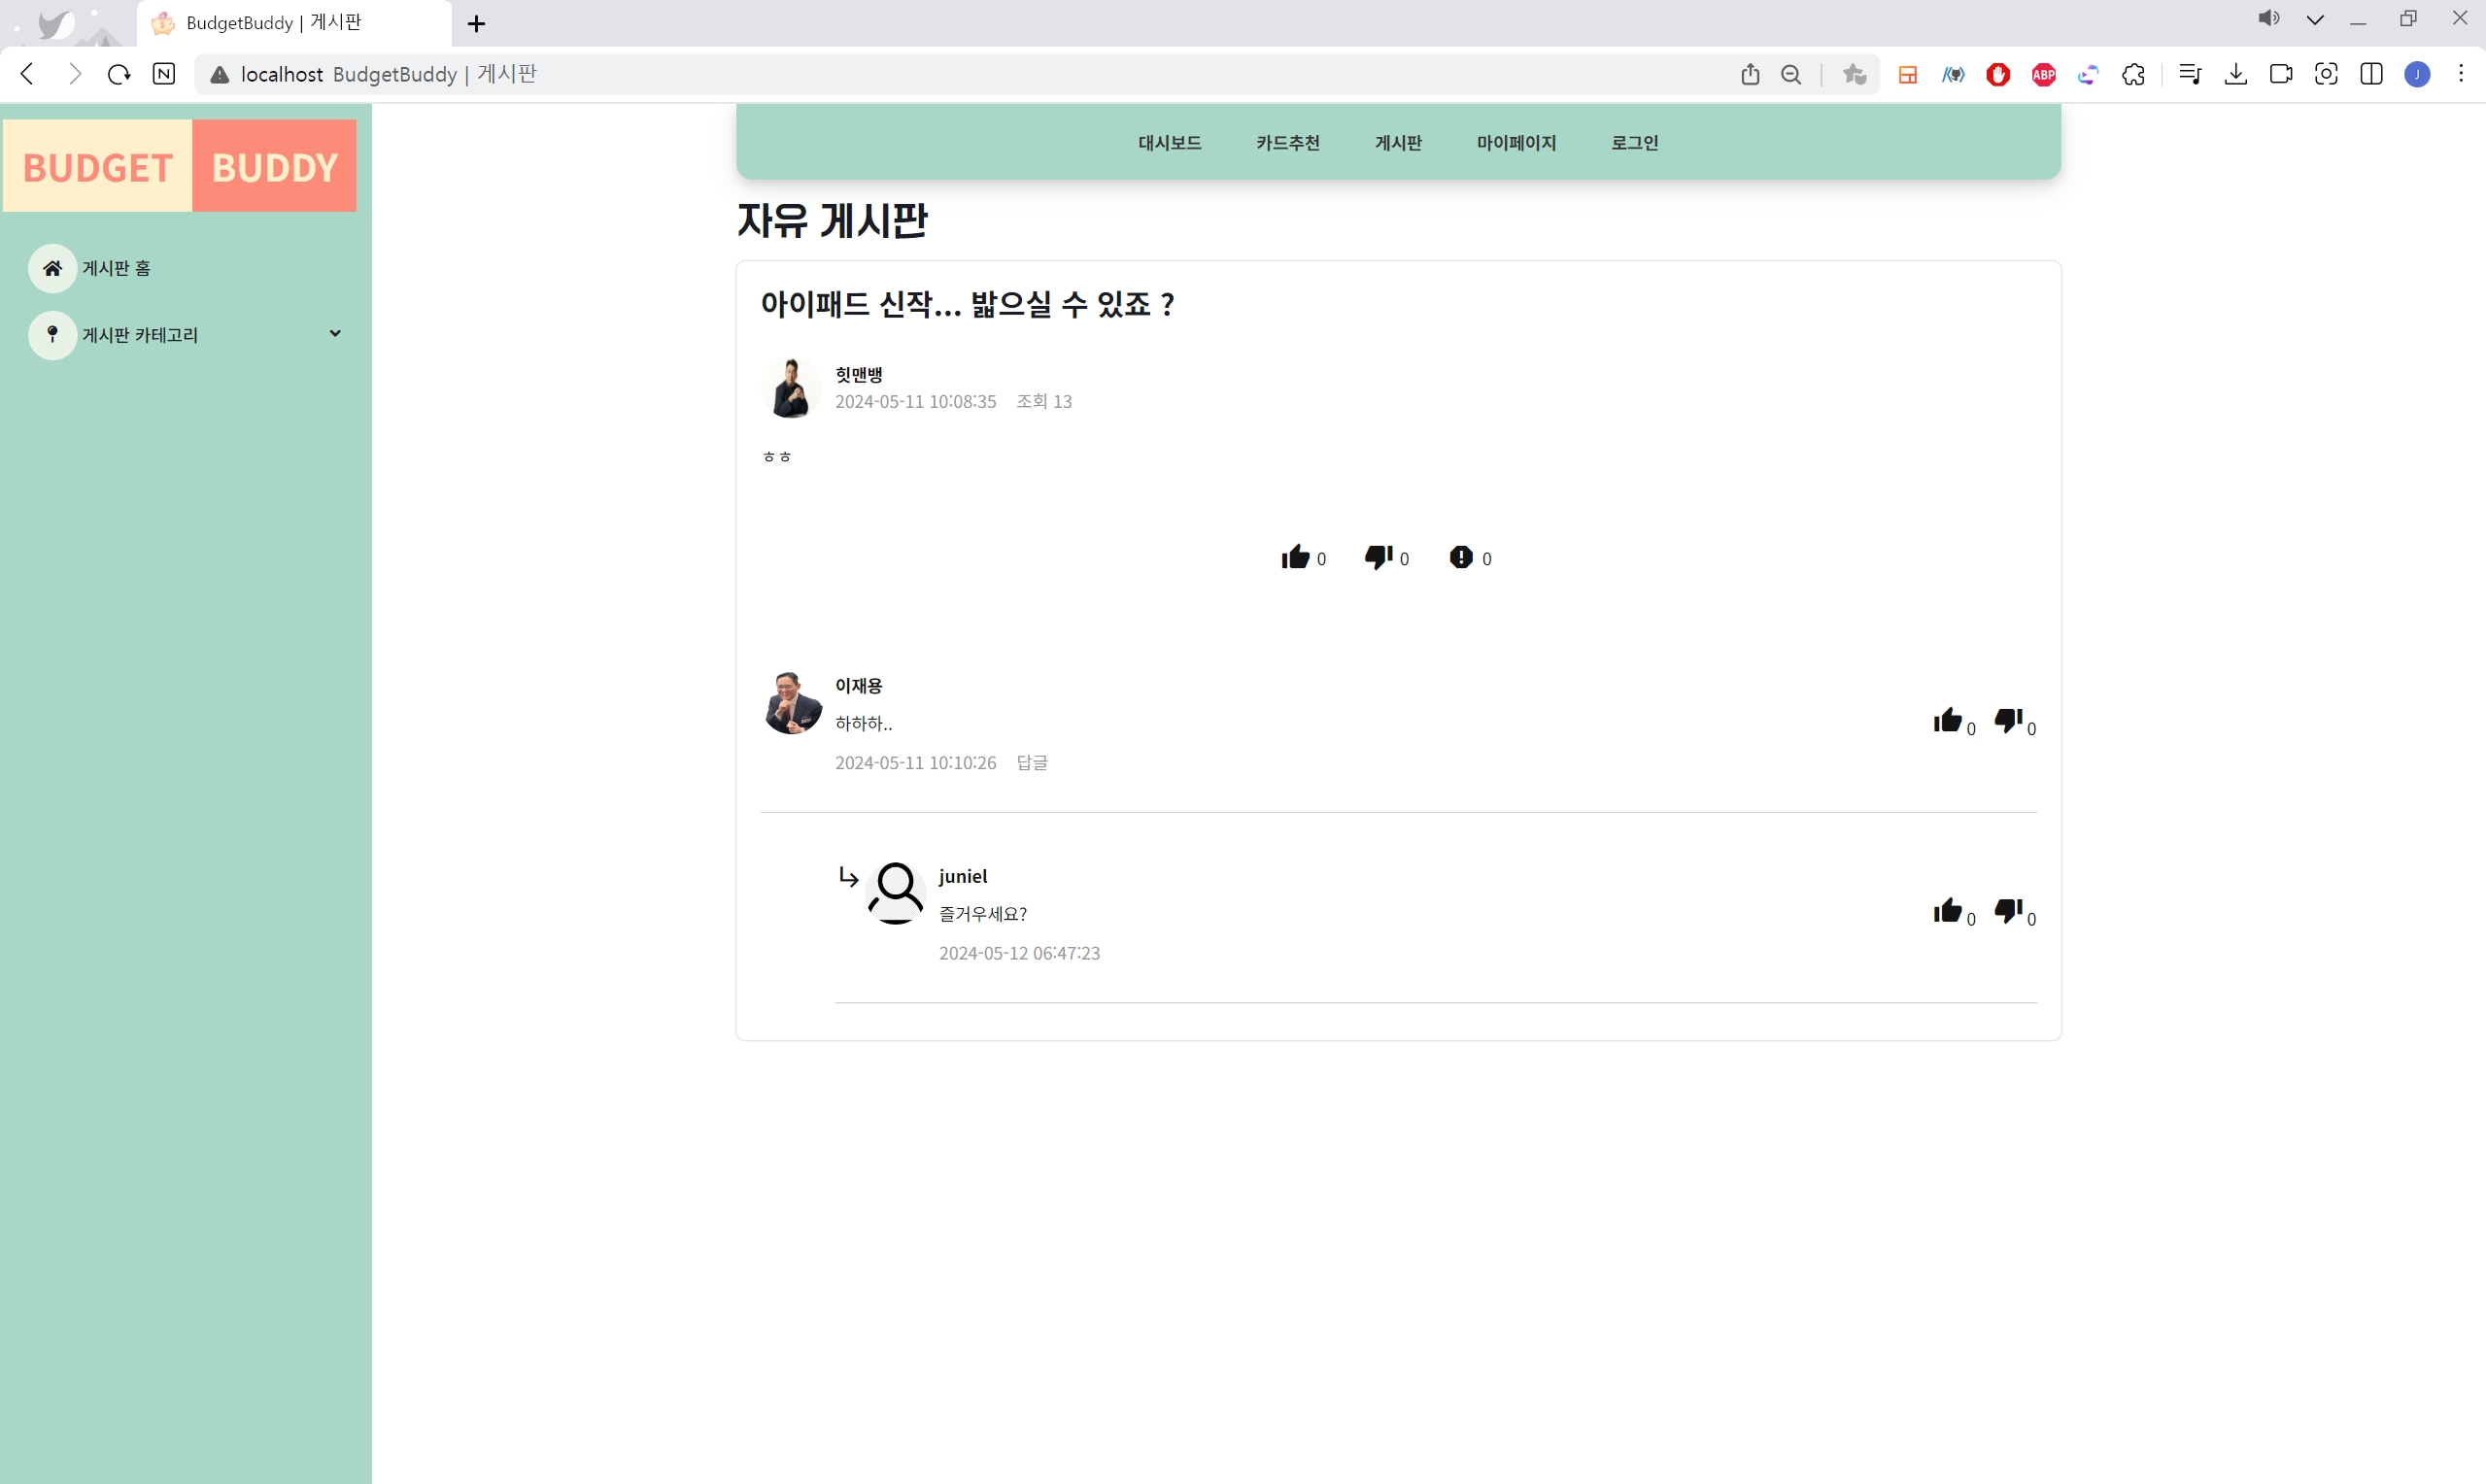 BudgetBuddy | 게시판
localhost BudgetBuddy | 게시판
ABP
J
BUDGET BUDDY
대시보드 카드추천 게시판 마이페이지 로그인
게시판 홈
게시판 카테고리
자유 게시판
아이패드 신작... 밟으실 수 있죠 ?
힛맨뱅
2024-05-11 10:08:35 조회 13
ㅎㅎ
0 0 0
이재용
하하하..
0 0
2024-05-11 10:10:26 답글
juniel
즐거우세요?
0 0
2024-05-12 06:47:23